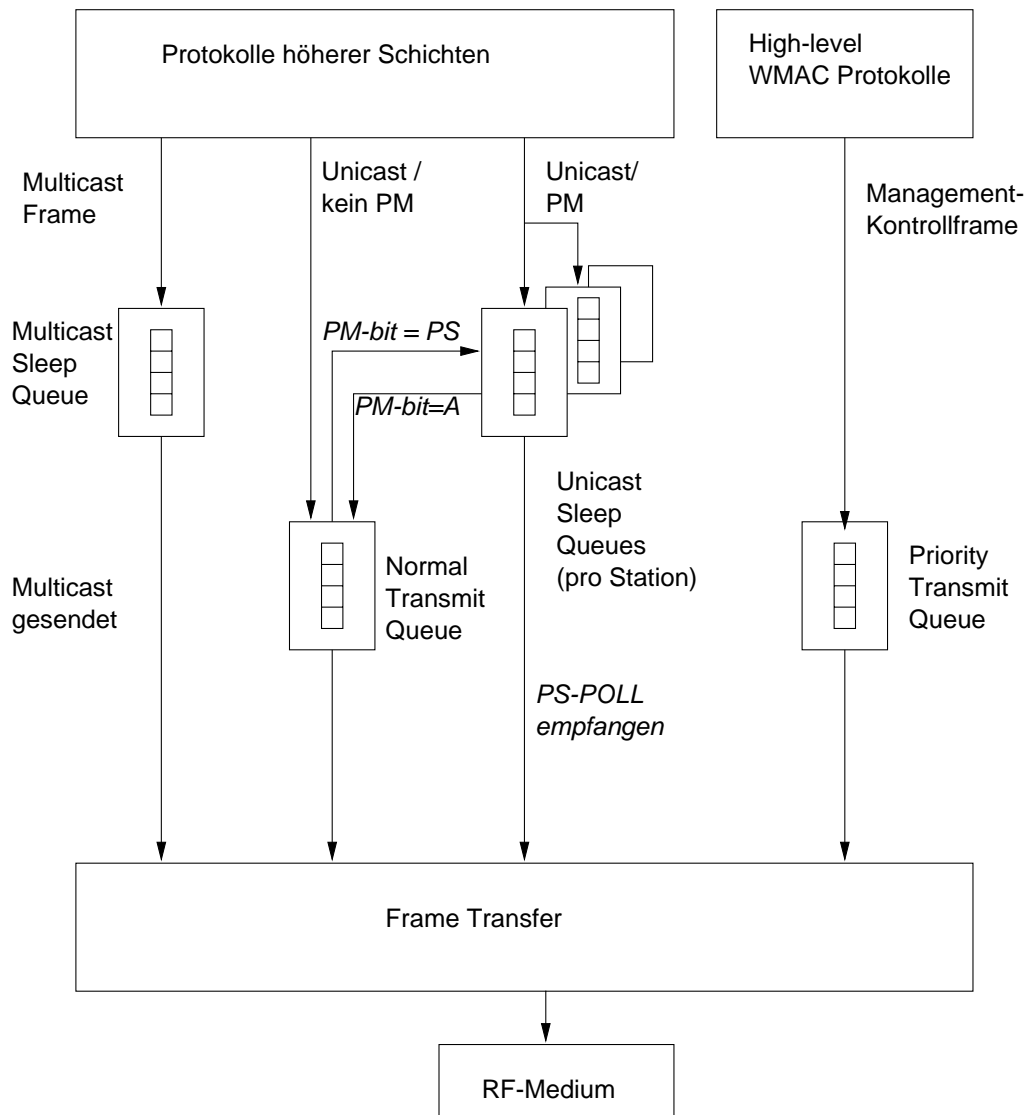 Protokolle höherer Schichten
High-level
WMAC Protokolle
Multicast
Frame
Unicast /
kein PM
Unicast/
PM
Management-
Kontrollframe
Multicast
Sleep
Queue
PM-bit = PS
PM-bit=A
Unicast
Sleep
Queues
(pro Station)
Multicast
gesendet
Normal
Transmit
Queue
Priority
Transmit
Queue
PS-POLL
empfangen
Frame Transfer
RF-Medium